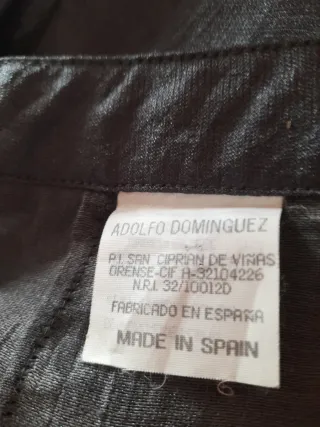 ADOLFO DOMINGUEZ
P.I. SAN CIPRIAN DE VIÑAS
ORENSE-CIF A-32104226
N.R.I. 32/10012D
FABRICADO EN ESPAÑA
MADE IN SPAIN